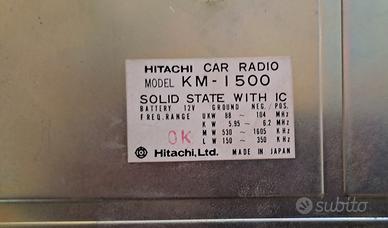 HITACHI CAR RADIO
MODEL KM-1500
SOLID STATE WITH IC
BATTERY 12V GROUND NEG./POS.
FREQ. RANGE UKW 88 ~ 104 MHz
KW 5.95 ~ 6.2 MHz
MW 530 ~ 1605 KHz
LW 150 ~ 350 KHz
OK
Hitachi, Ltd. MADE IN JAPAN
subito